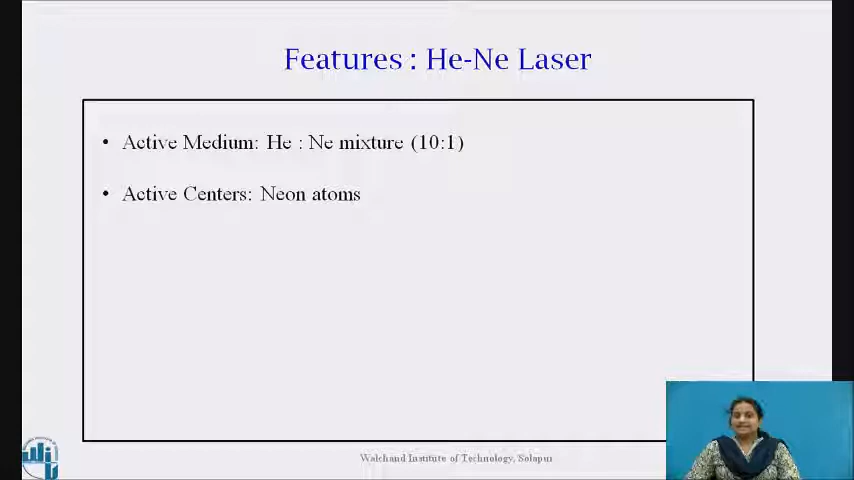 Features : He-Ne Laser
• Active Medium: He : Ne mixture (10:1)
• Active Centers: Neon atoms
Walchand Institute of Technology, Solapur